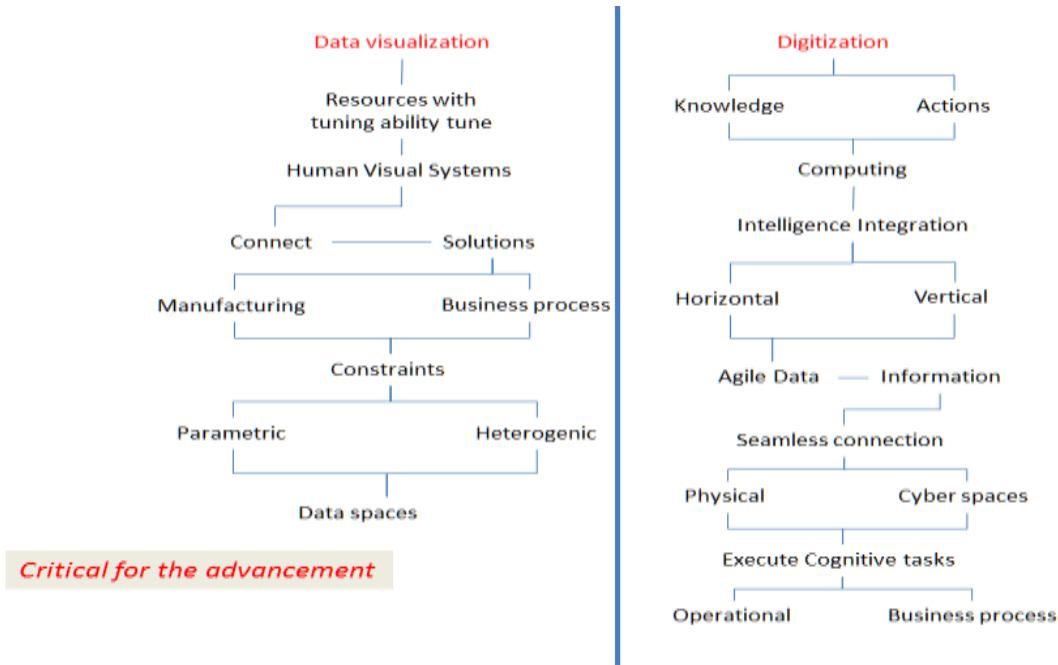 Data visualization
Resources with
tuning ability tune
Human Visual Systems
Connect
Solutions
Manufacturing
Business process
Constraints
Parametric
Heterogenic
Data spaces
Critical for the advancement
Digitization
Knowledge
Actions
Computing
Intelligence Integration
Horizontal
Vertical
Agile Data
Information
Seamless connection
Physical
Cyber spaces
Execute Cognitive tasks
Operational
Business process